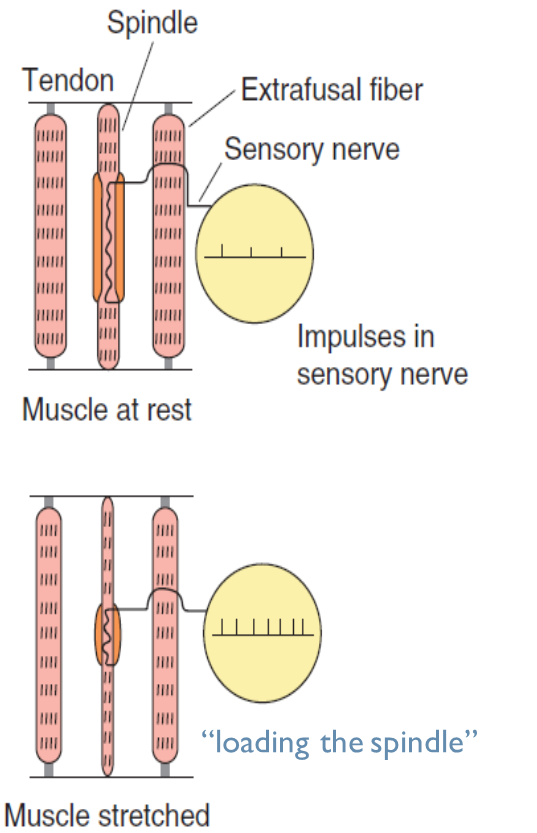 Spindle
Tendon
Extrafusal fiber
Sensory nerve
Impulses in
sensory nerve
Muscle at rest
“loading the spindle”
Muscle stretched